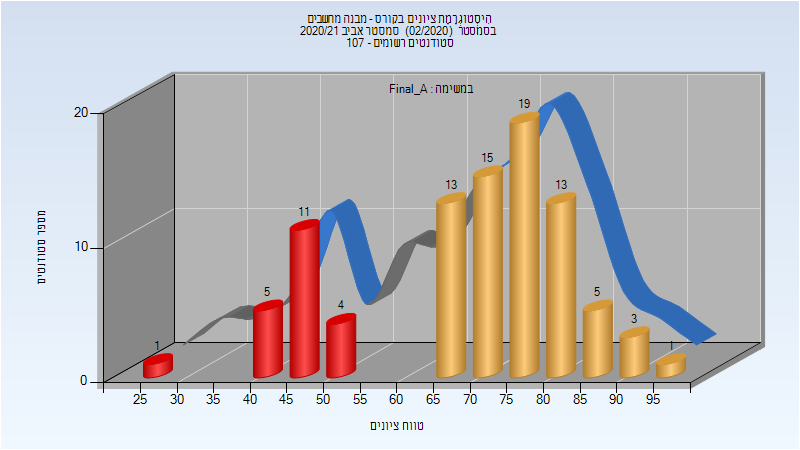 היסטוגרמת ציונים בקורס - מבנה מחשבים
בסמסטר (02/2020) סמסטר אביב 2020/21
סטודנטים רשומים - 107
במשימה : Final_A
מספר סטודנטים
20
10
0
1
5
11
4
13
15
19
13
5
3
1
25 30 35 40 45 50 55 60 65 70 75 80 85 90 95
טווח ציונים